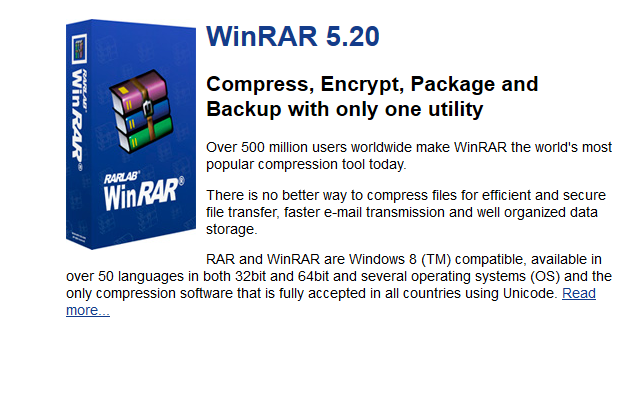 WinRAR 5.20
Compress, Encrypt, Package and
Backup with only one utility
Over 500 million users worldwide make WinRAR the world's most
popular compression tool today.
There is no better way to compress files for efficient and secure
file transfer, faster e-mail transmission and well organized data
storage.
RAR and WinRAR are Windows 8 (TM) compatible, available in
over 50 languages in both 32bit and 64bit and several operating systems (OS) and the
only compression software that is fully accepted in all countries using Unicode. Read
more...
RARLAB®
WinRAR®
RARLAB®
WinRAR®